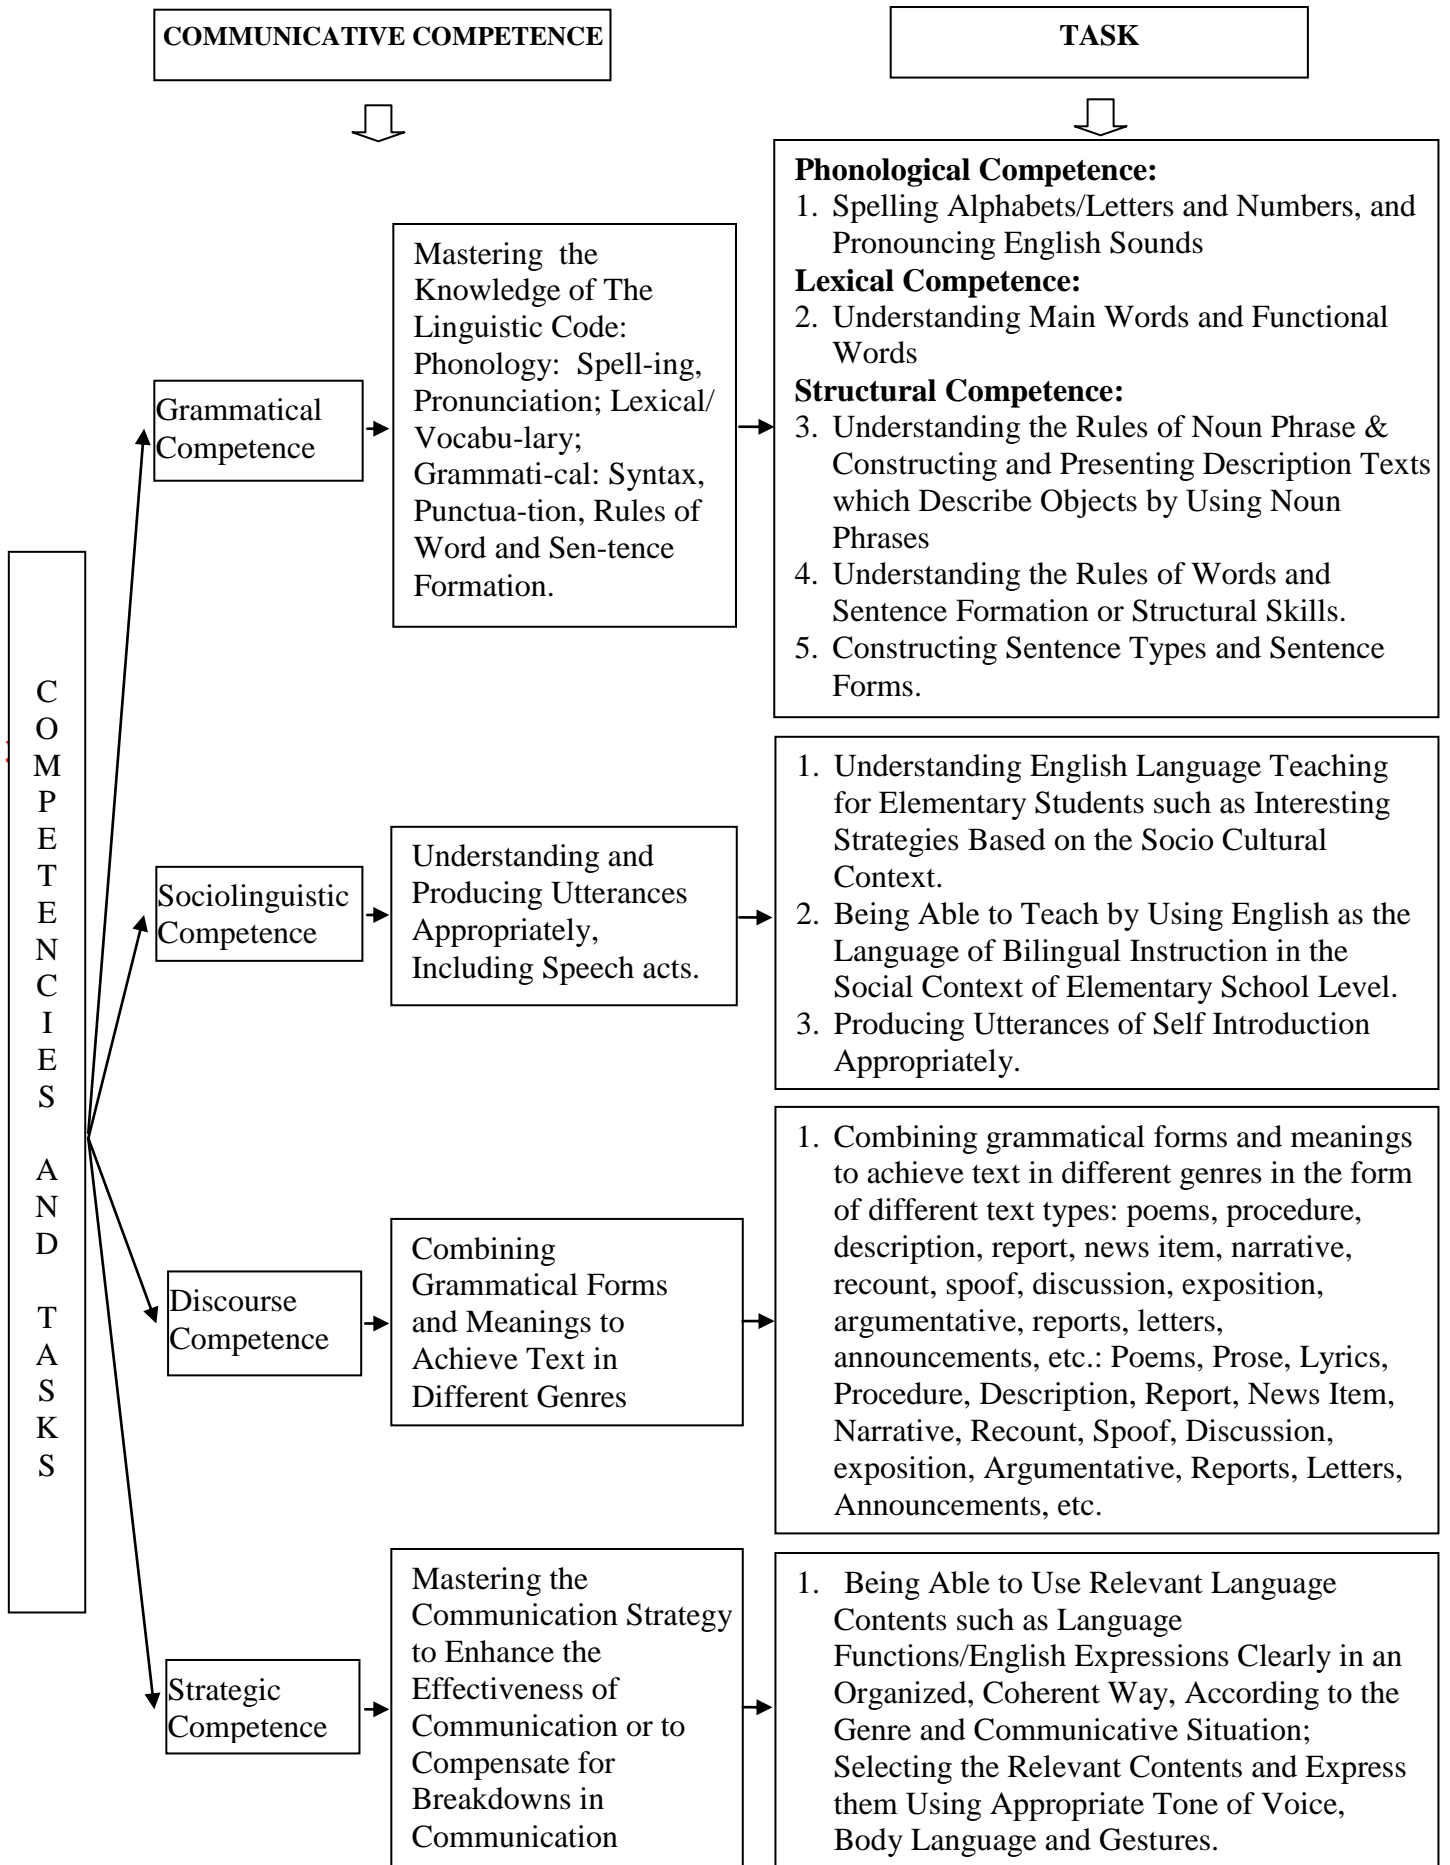 COMMUNICATIVE COMPETENCE
TASK
COMPETENCIES AND TASKS
Grammatical
Competence
Mastering the
Knowledge of The
Linguistic Code:
Phonology: Spell-ing,
Pronunciation; Lexical/
Vocabu-lary;
Grammati-cal: Syntax,
Punctua-tion, Rules of
Word and Sen-tence
Formation.
Phonological Competence:
1. Spelling Alphabets/Letters and Numbers, and
Pronouncing English Sounds
Lexical Competence:
2. Understanding Main Words and Functional
Words
Structural Competence:
3. Understanding the Rules of Noun Phrase &
Constructing and Presenting Description Texts
which Describe Objects by Using Noun
Phrases
4. Understanding the Rules of Words and
Sentence Formation or Structural Skills.
5. Constructing Sentence Types and Sentence
Forms.
Sociolinguistic
Competence
Understanding and
Producing Utterances
Appropriately,
Including Speech acts.
1. Understanding English Language Teaching
for Elementary Students such as Interesting
Strategies Based on the Socio Cultural
Context.
2. Being Able to Teach by Using English as the
Language of Bilingual Instruction in the
Social Context of Elementary School Level.
3. Producing Utterances of Self Introduction
Appropriately.
Discourse
Competence
Combining
Grammatical Forms
and Meanings to
Achieve Text in
Different Genres
1. Combining grammatical forms and meanings
to achieve text in different genres in the form
of different text types: poems, procedure,
description, report, news item, narrative,
recount, spoof, discussion, exposition,
argumentative, reports, letters,
announcements, etc.: Poems, Prose, Lyrics,
Procedure, Description, Report, News Item,
Narrative, Recount, Spoof, Discussion,
exposition, Argumentative, Reports, Letters,
Announcements, etc.
Strategic
Competence
Mastering the
Communication Strategy
to Enhance the
Effectiveness of
Communication or to
Compensate for
Breakdowns in
Communication
1. Being Able to Use Relevant Language
Contents such as Language
Functions/English Expressions Clearly in an
Organized, Coherent Way, According to the
Genre and Communicative Situation;
Selecting the Relevant Contents and Express
them Using Appropriate Tone of Voice,
Body Language and Gestures.